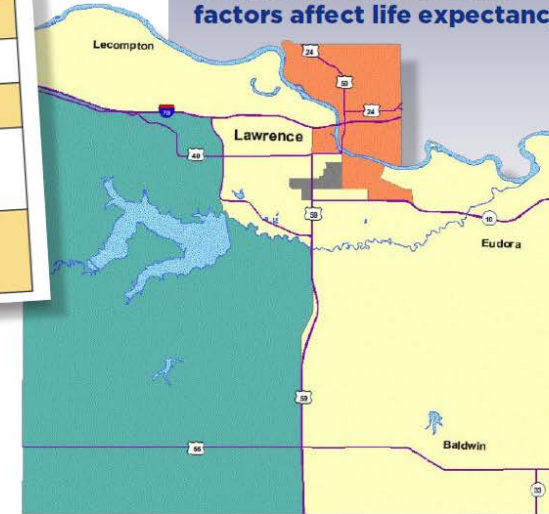 factors affect life expectanc
Lecompton
24
59
24
70
Lawrence
40
59
10
Eudora
59
Baldwin
56
33